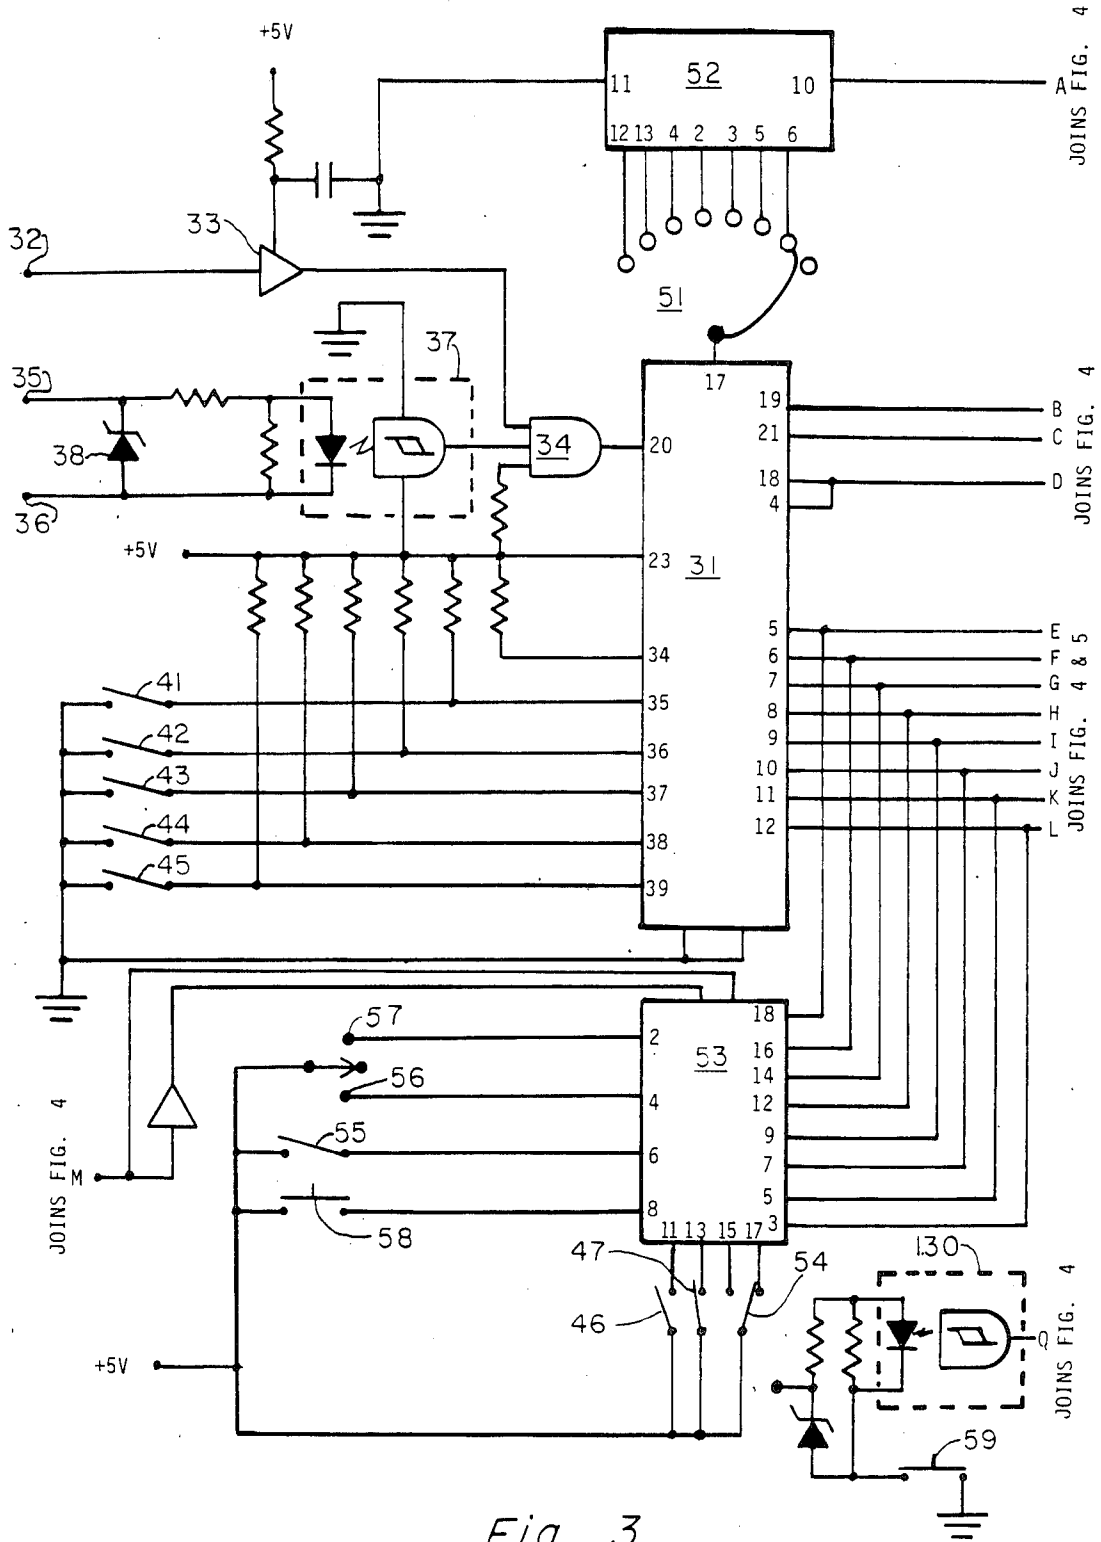 +5V
52
11
10
12 13 4 2 3 5 6
A
JOINS FIG. 4
33
32
51
37
17
35
38
36
34
20
19
21
18
4
B
C
D
JOINS FIG. 4
+5V
23
31
5
6
7
8
9
10
11
12
E
F
G
H
I
J
K
L
JOINS FIG. 4 & 5
34
41
35
42
36
43
37
44
38
45
39
57
2
53
18
16
14
12
9
7
5
3
56
4
55
6
58
8
11 13 15 17
JOINS FIG. 4
M
47
46
54
130
Q
JOINS FIG. 4
+5V
59
Fig. 3